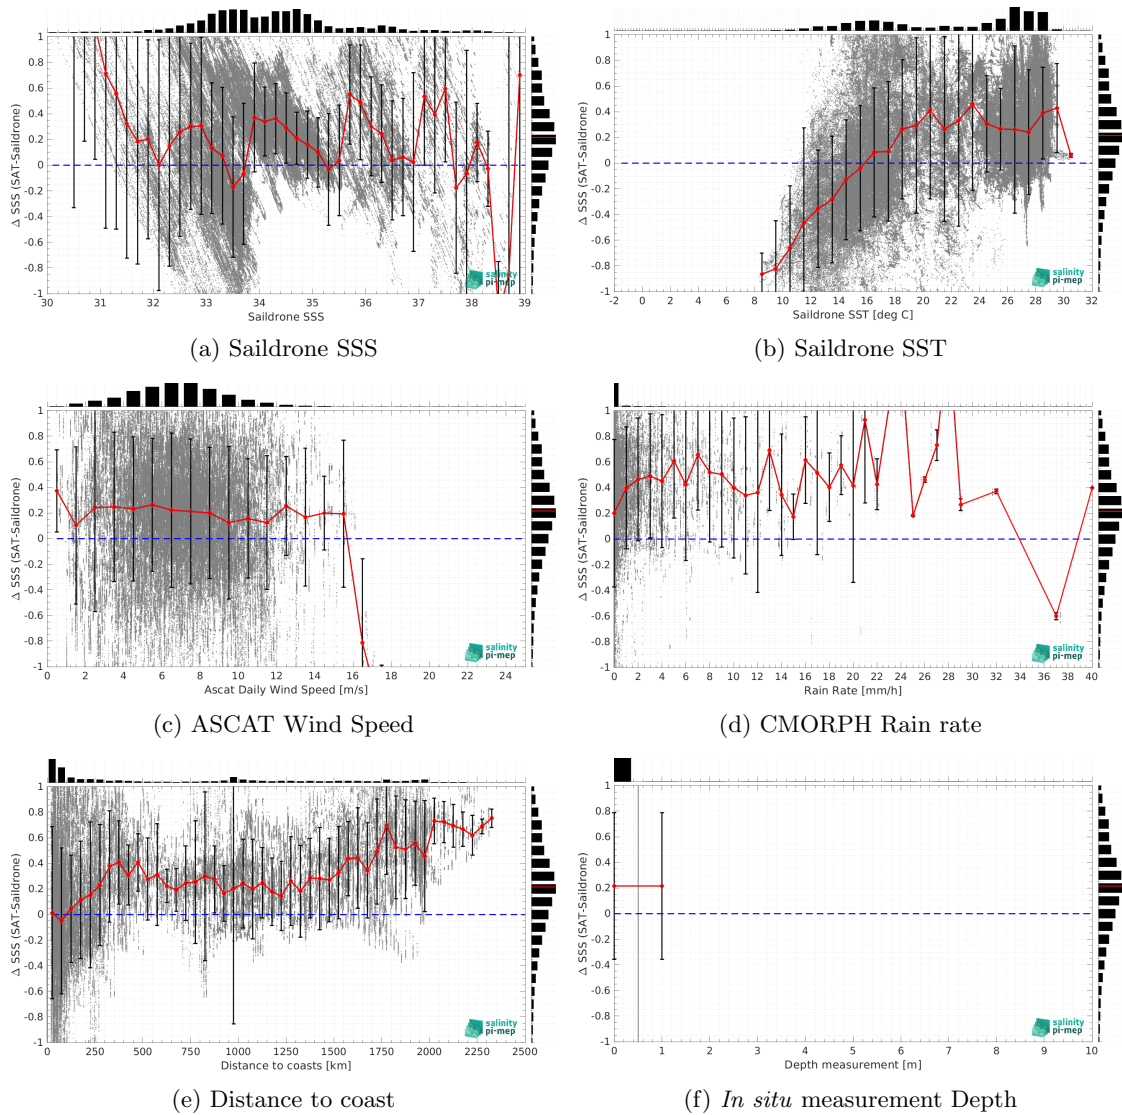 1
0.8
0.6
0.4
0.2
0
-0.2
-0.4
-0.6
-0.8
-1
Δ SSS (SAT-Saildrone)
30 31 32 33 34 35 36 37 38 39
Saildrone SSS
salinity
pi-mep
(a) Saildrone SSS
1
0.8
0.6
0.4
0.2
0
-0.2
-0.4
-0.6
-0.8
-1
Δ SSS (SAT-Saildrone)
-2 0 2 4 6 8 10 12 14 16 18 20 22 24 26 28 30 32
Saildrone SST [deg C]
salinity
pi-mep
(b) Saildrone SST
1
0.8
0.6
0.4
0.2
0
-0.2
-0.4
-0.6
-0.8
-1
Δ SSS (SAT-Saildrone)
0 2 4 6 8 10 12 14 16 18 20 22 24
Ascat Daily Wind Speed [m/s]
salinity
pi-mep
(c) ASCAT Wind Speed
1
0.8
0.6
0.4
0.2
0
-0.2
-0.4
-0.6
-0.8
-1
Δ SSS (SAT-Saildrone)
0 2 4 6 8 10 12 14 16 18 20 22 24 26 28 30 32 34 36 38 40
Rain Rate [mm/h]
salinity
pi-mep
(d) CMORPH Rain rate
1
0.8
0.6
0.4
0.2
0
-0.2
-0.4
-0.6
-0.8
-1
Δ SSS (SAT-Saildrone)
0 250 500 750 1000 1250 1500 1750 2000 2250 2500
Distance to coasts [km]
salinity
pi-mep
(e) Distance to coast
1
0.8
0.6
0.4
0.2
0
-0.2
-0.4
-0.6
-0.8
-1
Δ SSS (SAT-Saildrone)
0 1 2 3 4 5 6 7 8 9 10
Depth measurement [m]
salinity
pi-mep
(f) In situ measurement Depth